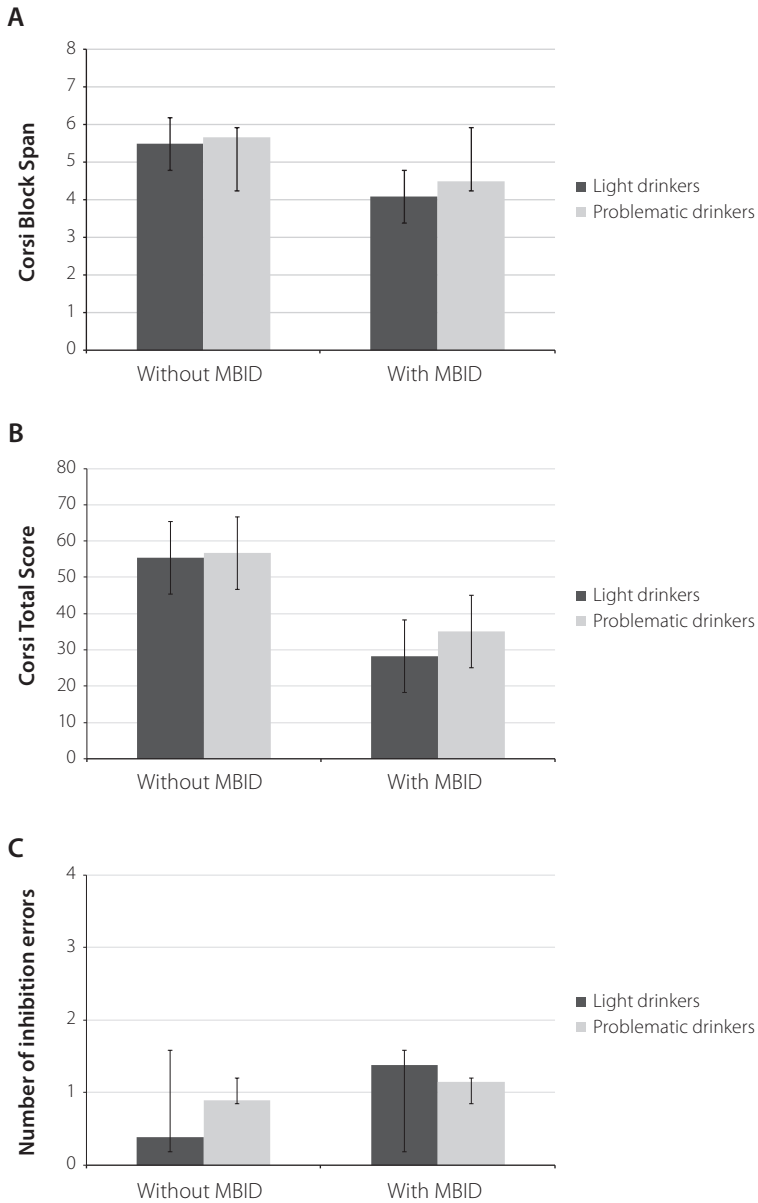 A
Corsi Block Span
8
7
6
5
4
3
2
1
0
Without MBID
With MBID
Light drinkers
Problematic drinkers
B
Corsi Total Score
80
70
60
50
40
30
20
10
0
Without MBID
With MBID
Light drinkers
Problematic drinkers
C
Number of inhibition errors
4
3
2
1
0
Without MBID
With MBID
Light drinkers
Problematic drinkers